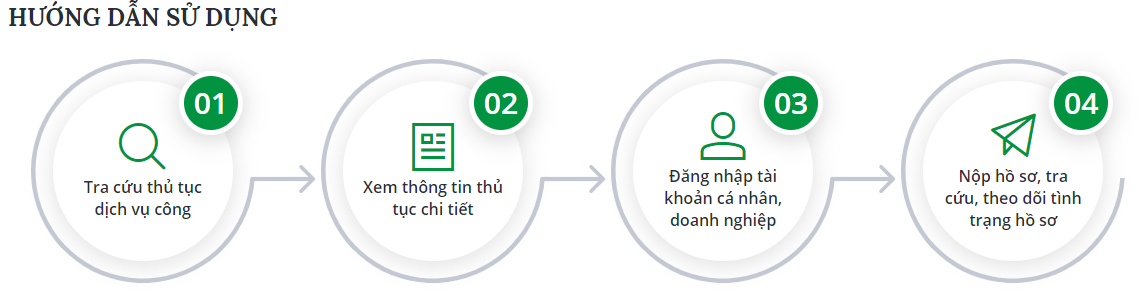 HƯỚNG DẪN SỬ DỤNG
01
Tra cứu thủ tục
dịch vụ công
02
Xem thông tin thủ
tục chi tiết
03
Đăng nhập tài
khoản cá nhân,
doanh nghiệp
04
Nộp hồ sơ, tra
cứu, theo dõi tình
trạng hồ sơ